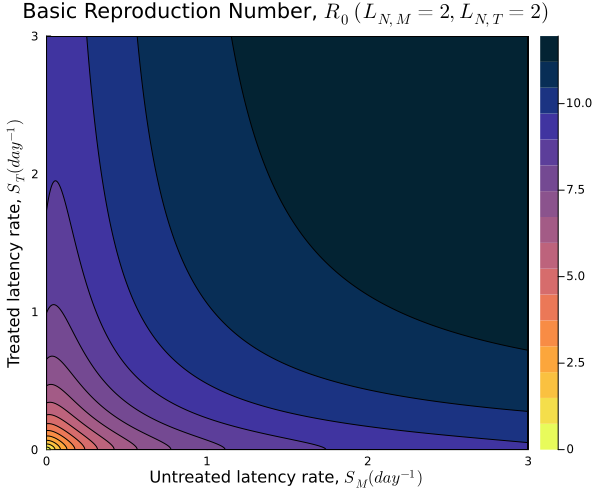 Basic Reproduction Number, $R_0$ ($L_{N,M} = 2, L_{N,T} = 2$)
3
2
1
0
Treated latency rate, $S_T(day^{-1})$
0 1 2 3
Untreated latency rate, $S_M(day^{-1})$
10.0
7.5
5.0
2.5
0